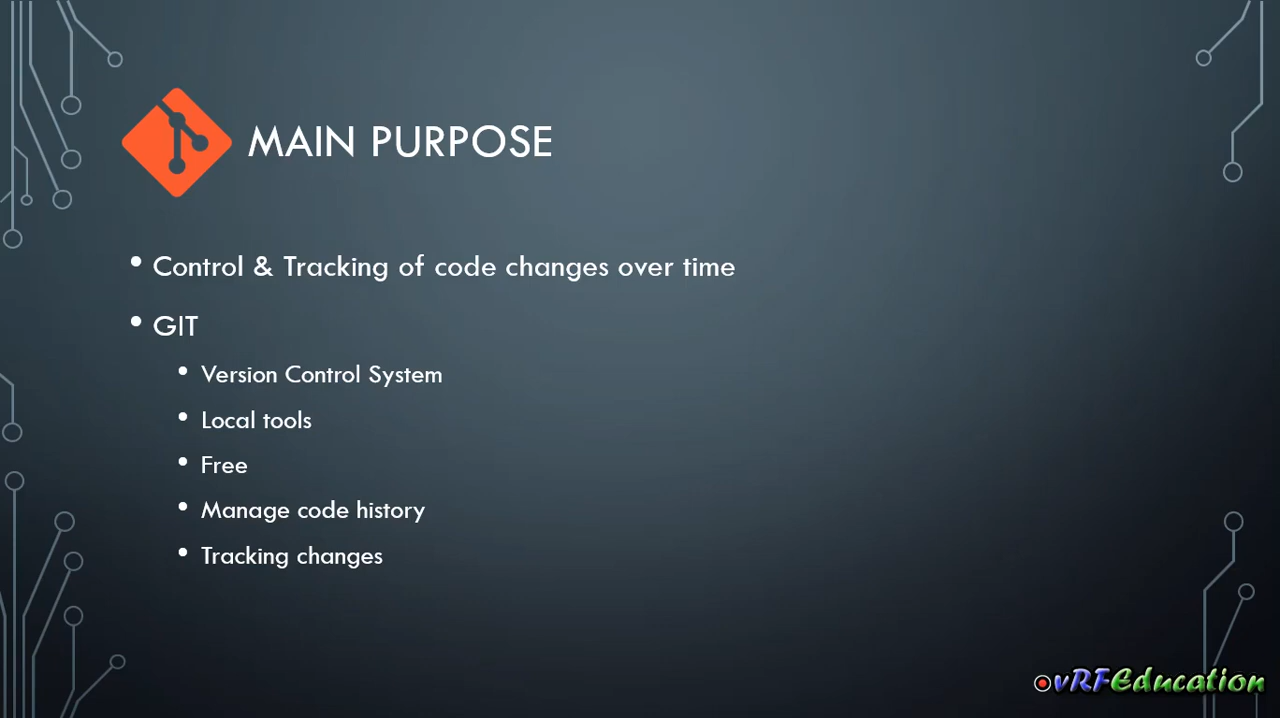 MAIN PURPOSE
• Control & Tracking of code changes over time
• GIT
• Version Control System
• Local tools
• Free
• Manage code history
• Tracking changes
vRFEducation